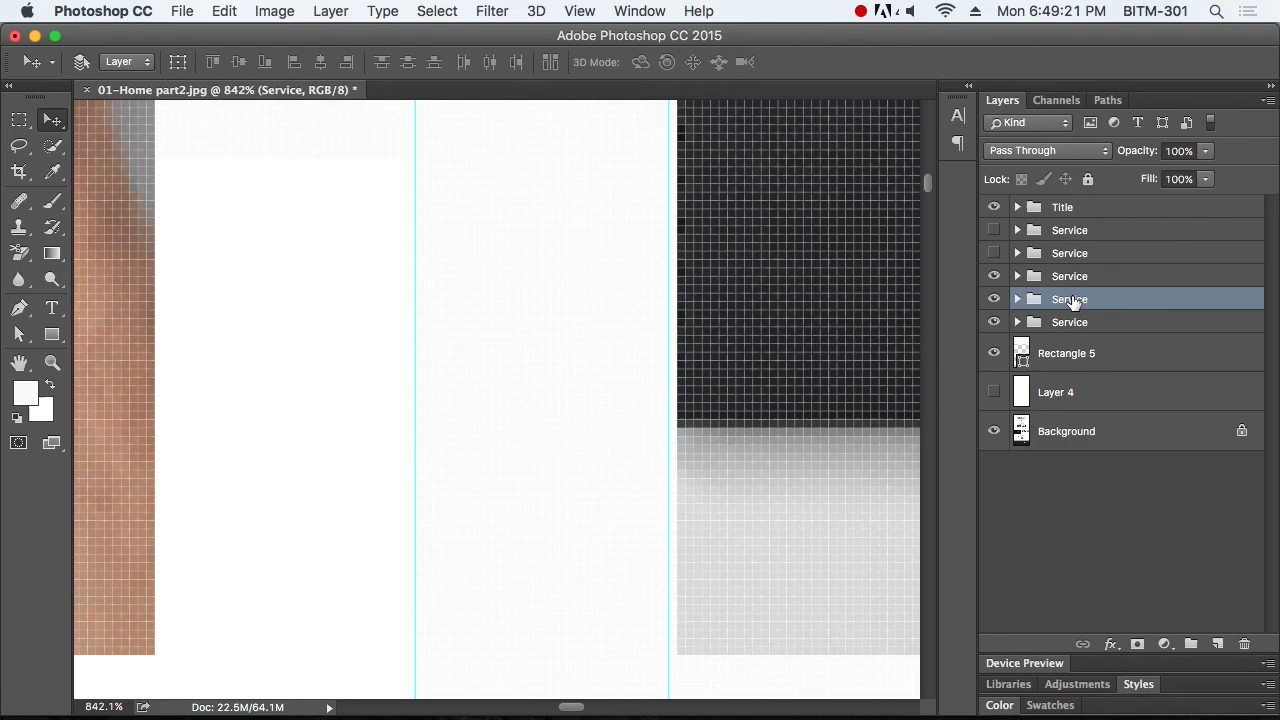 Photoshop CC File Edit Image Layer Type Select Filter 3D View Window Help Mon 6:49:21 PM BITM-301
Adobe Photoshop CC 2015
Layer 3D Mode:
01-Home part2.jpg @ 842% (Service, RGB/8) *
Layers Channels Paths
Kind
Pass Through Opacity: 100%
Lock: Fill: 100%
Title
Service
Service
Service
Service
Service
Rectangle 5
Layer 4
Background
Device Preview
Libraries Adjustments Styles
Color Swatches
842.1% Doc: 22.5M/64.1M